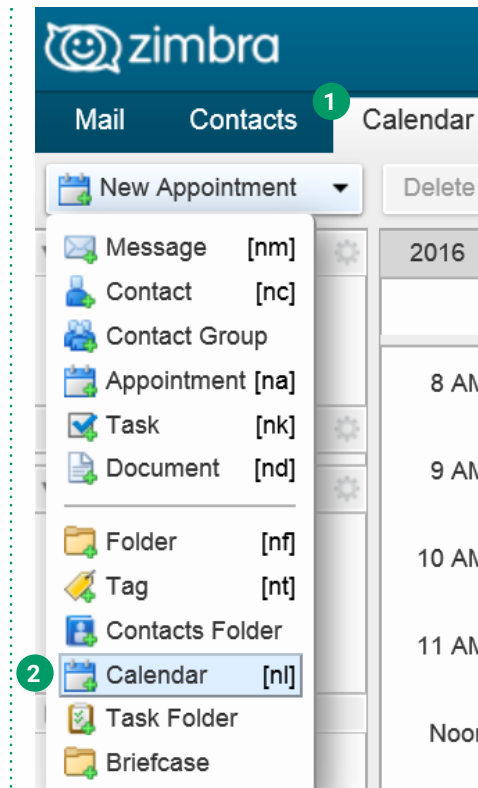 zimbra
1
Mail Contacts Calendar
New Appointment Delete
Message [nm]
2016
Contact [nc]
Contact Group
Appointment [na]
8 AM
Task [nk]
Document [nd]
9 AM
Folder [nf]
10 AM
Tag [nt]
Contacts Folder
11 AM
2
Calendar [nl]
Task Folder
Noon
Briefcase